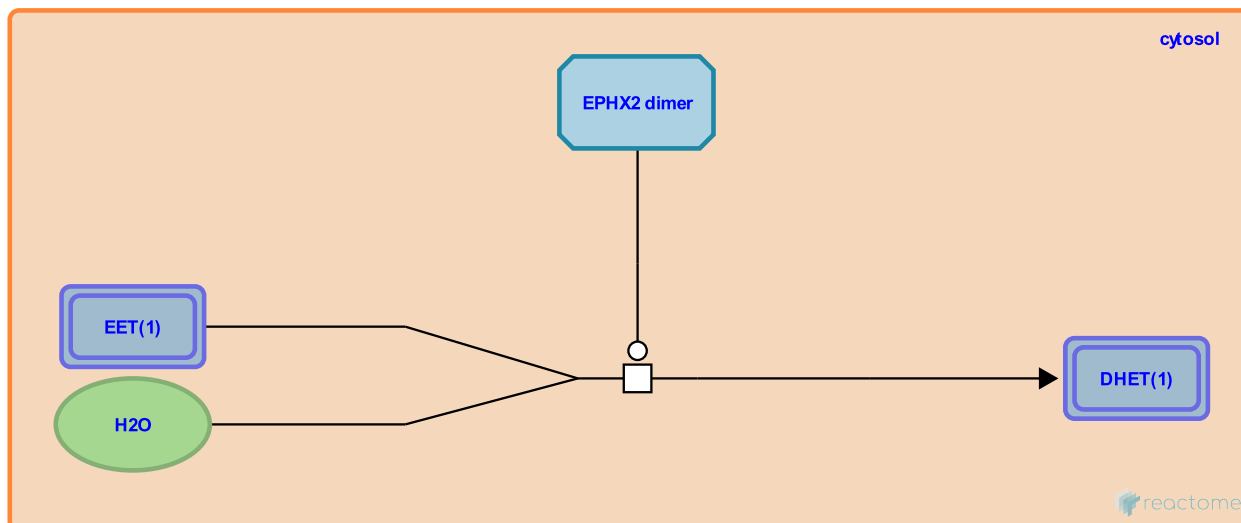 cytosol
EPHX2 dimer
EET(1)
DHET(1)
H2O
reactome